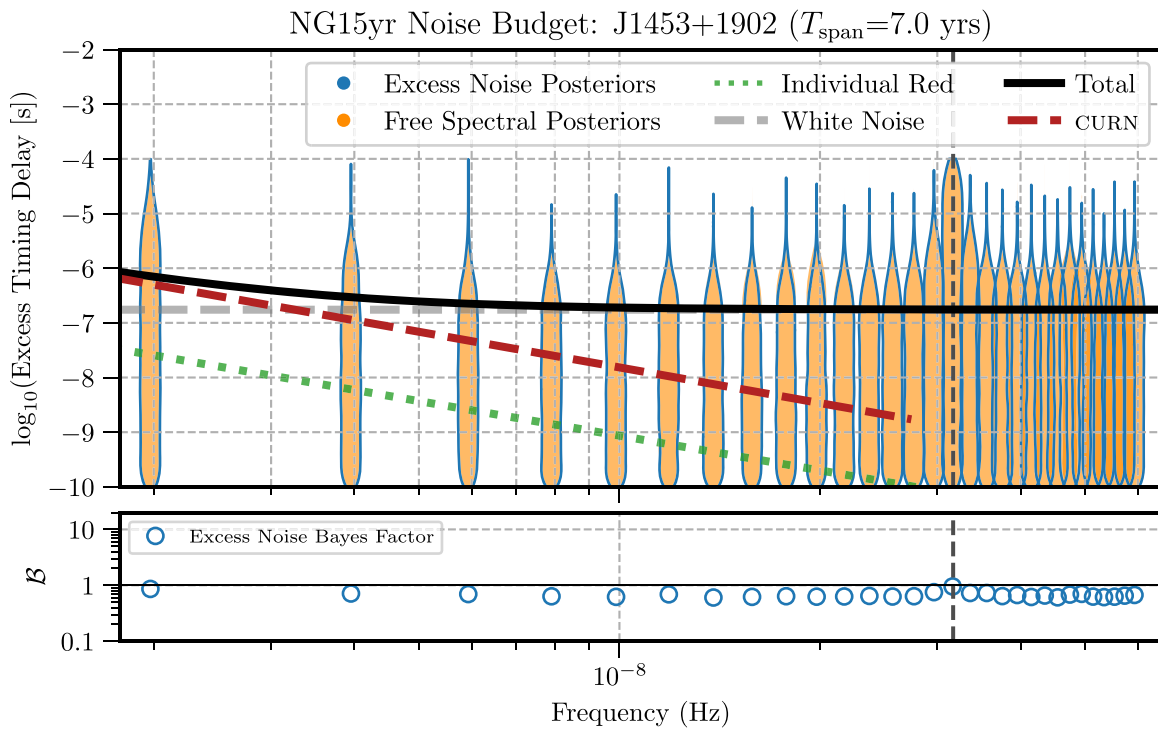 NG15yr Noise Budget: J1453+1902 (Tspan=7.0 yrs)
Excess Noise Posteriors
Free Spectral Posteriors
Individual Red
White Noise
Total
CURN
log10(Excess Timing Delay [s])
−2
−3
−4
−5
−6
−7
−8
−9
−10
Excess Noise Bayes Factor
B
10
1
0.1
10−8
Frequency (Hz)